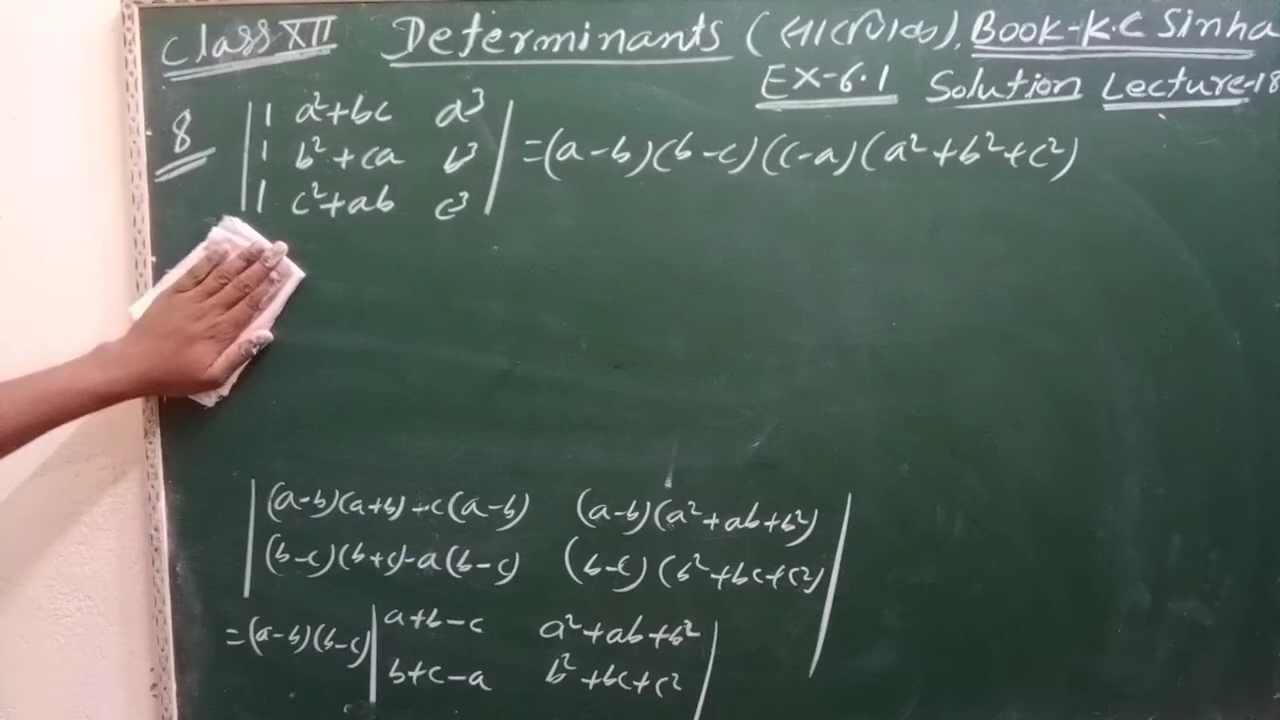 Class XII Determinants ( ), Book-K.C Sinha
EX-6.1 Solution Lecture-18
8 | 1 a²+bc a³ |
| 1 b²+ca b³ | =(a-b)(b-c)(c-a)(a²+b²+c²)
| 1 c²+ab c³ |
| (a-b)(a+b)-c(a-b) (a-b)(a²+ab+b²) |
| (b-c)(b+c)-a(b-c) (b-c)(b²+bc+c²) |
=(a-b)(b-c) | a+b-c a²+ab+b² |
| b+c-a b²+bc+c² |